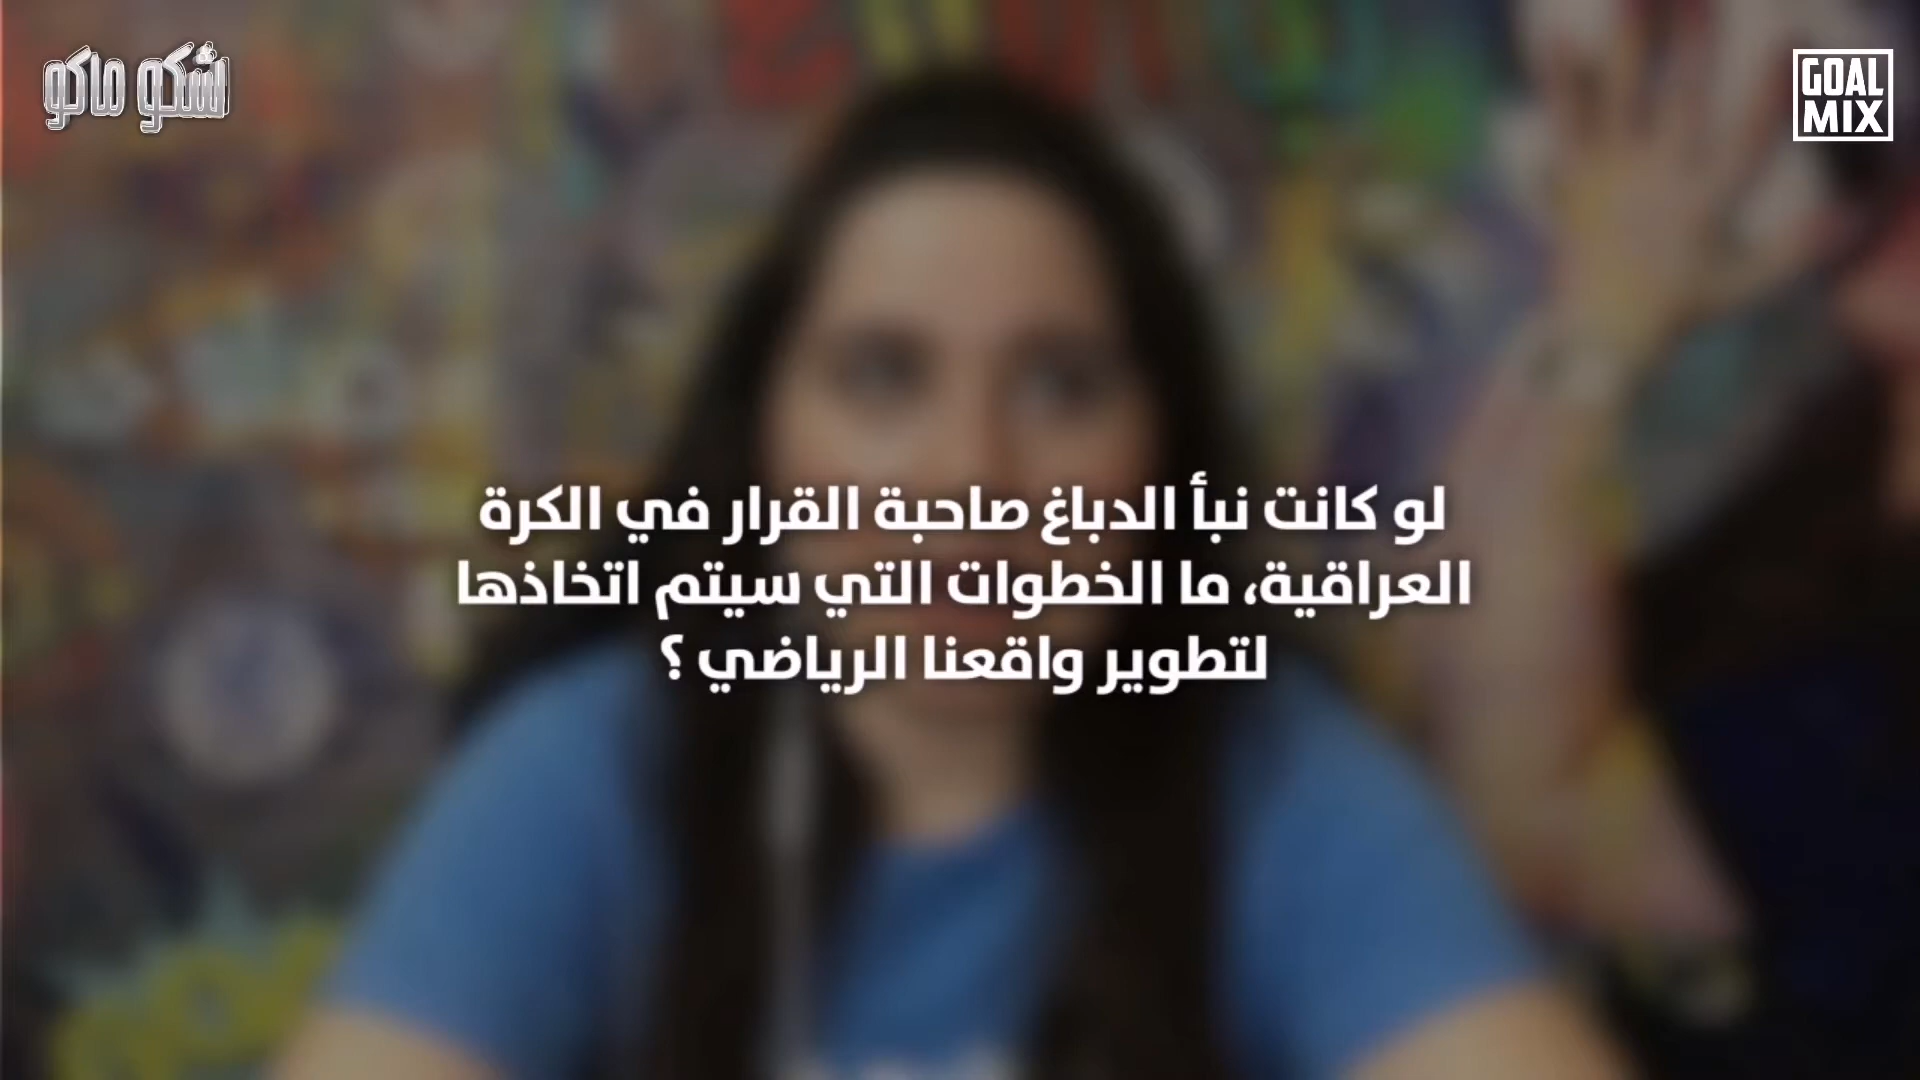 اشكو ماكو
GOAL
MIX
لو كانت نبأ الدباغ صاحبة القرار في الكرة
العراقية، ما الخطوات التي سيتم اتخاذها
لتطوير واقعنا الرياضي ؟